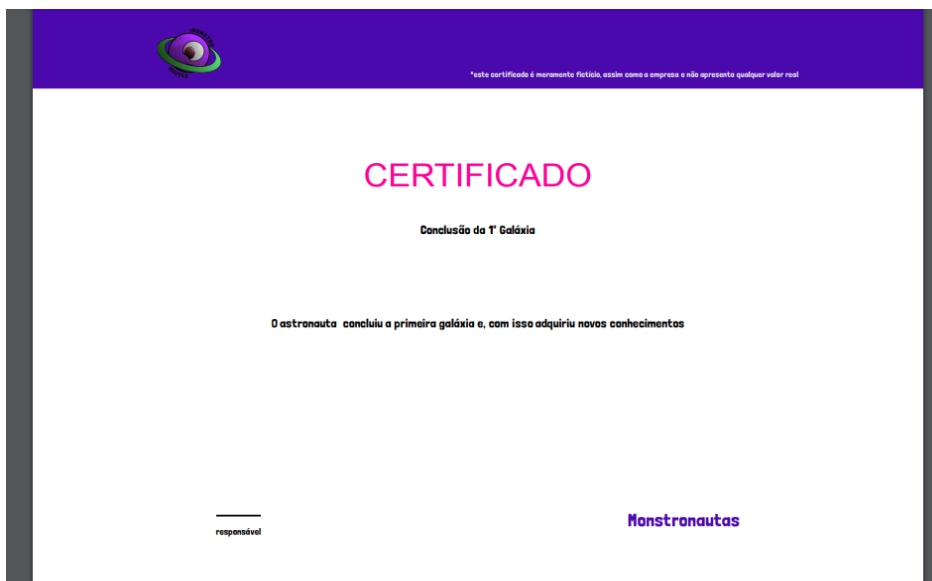 *este certificado é meramente fictício, assim como a empresa e não apresenta qualquer valor real
CERTIFICADO
Conclusão da 1° Galáxia
O astronauta  concluiu a primeira galáxia e, com isso adquiriu novos conhecimentos
responsável
Monstronautas